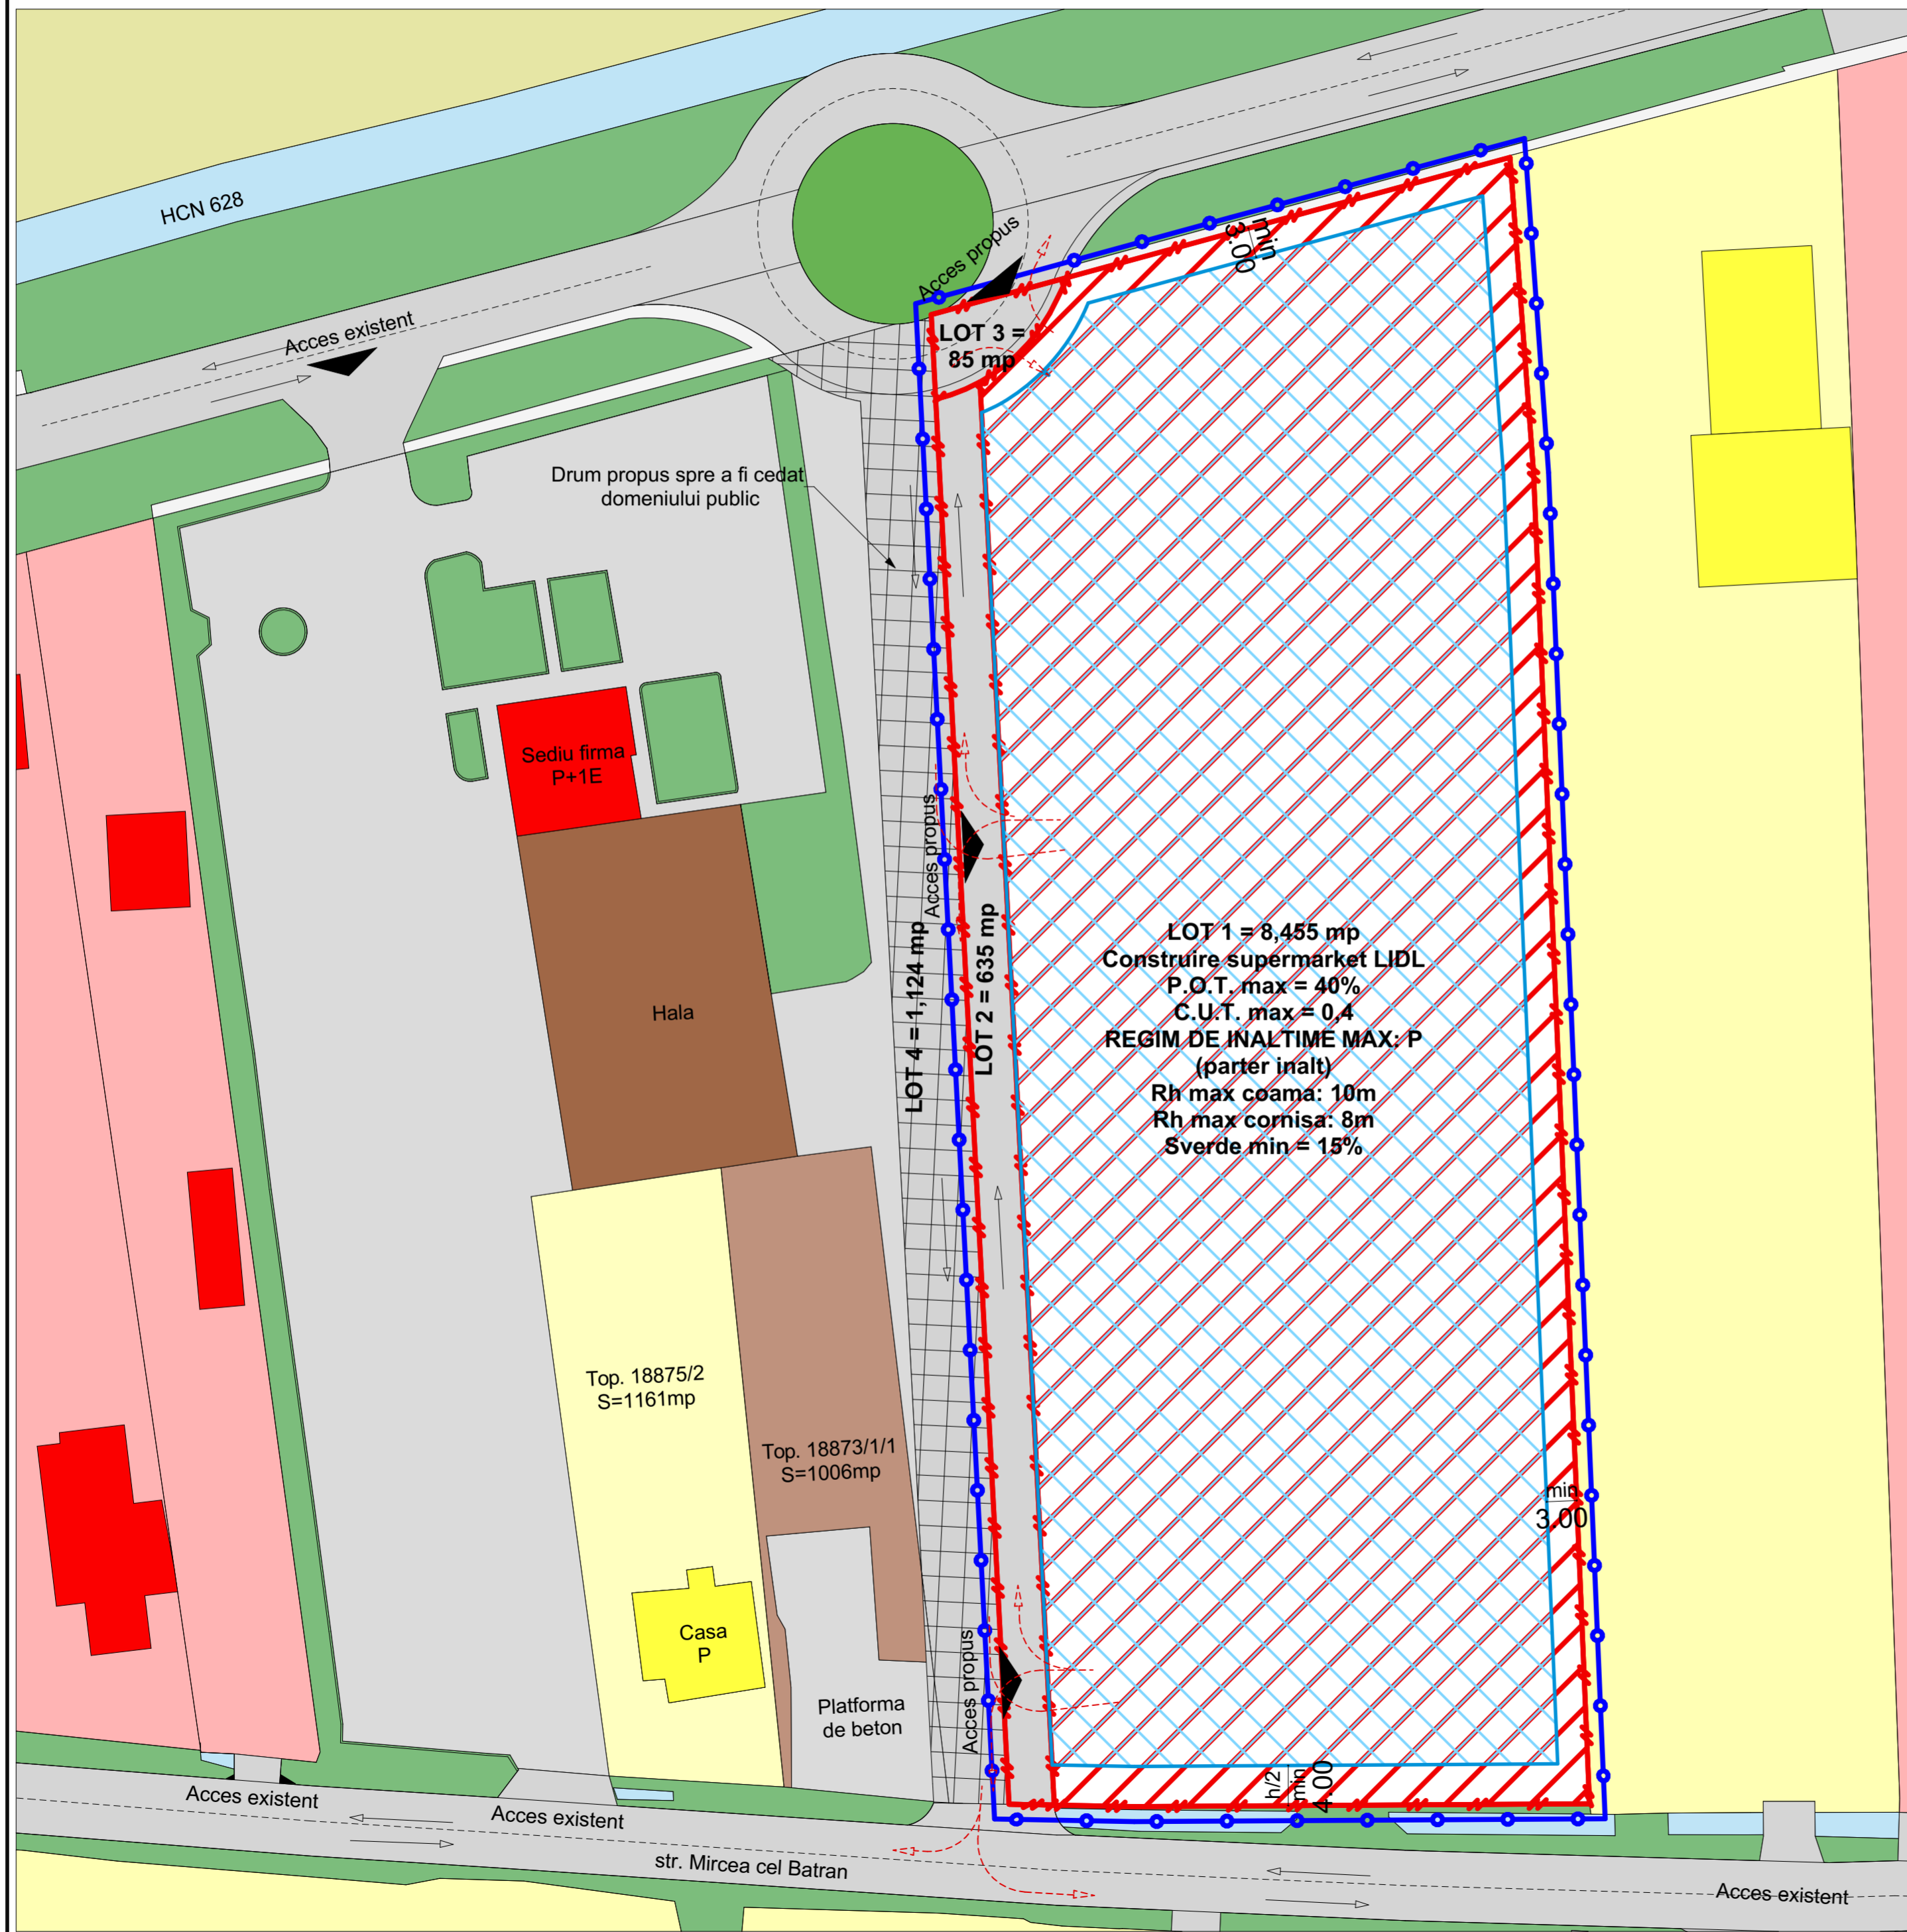 HCN 628
Acces propus
min
3.00
Acces existent
LOT 3 =
85 mp
Drum propus spre a fi cedat
domeniului public
Sediu firma
P+1E
Acces propus
Hala
LOT 4 = 1,124 mp
LOT 2 = 635 mp
LOT 1 = 8,455 mp
Construire supermarket LIDL
P.O.T. max = 40%
C.U.T. max = 0,4
REGIM DE INALTIME MAX: P
(parter inalt)
Rh max coama: 10m
Rh max cornisa: 8m
Sverde min = 15%
Top. 18875/2
S=1161mp
Top. 18873/1/1
S=1006mp
min
3.00
Casa
P
Platforma
de beton
Acces propus
h/2
min
4.00
Acces existent
Acces existent
str. Mircea cel Batran
Acces existent